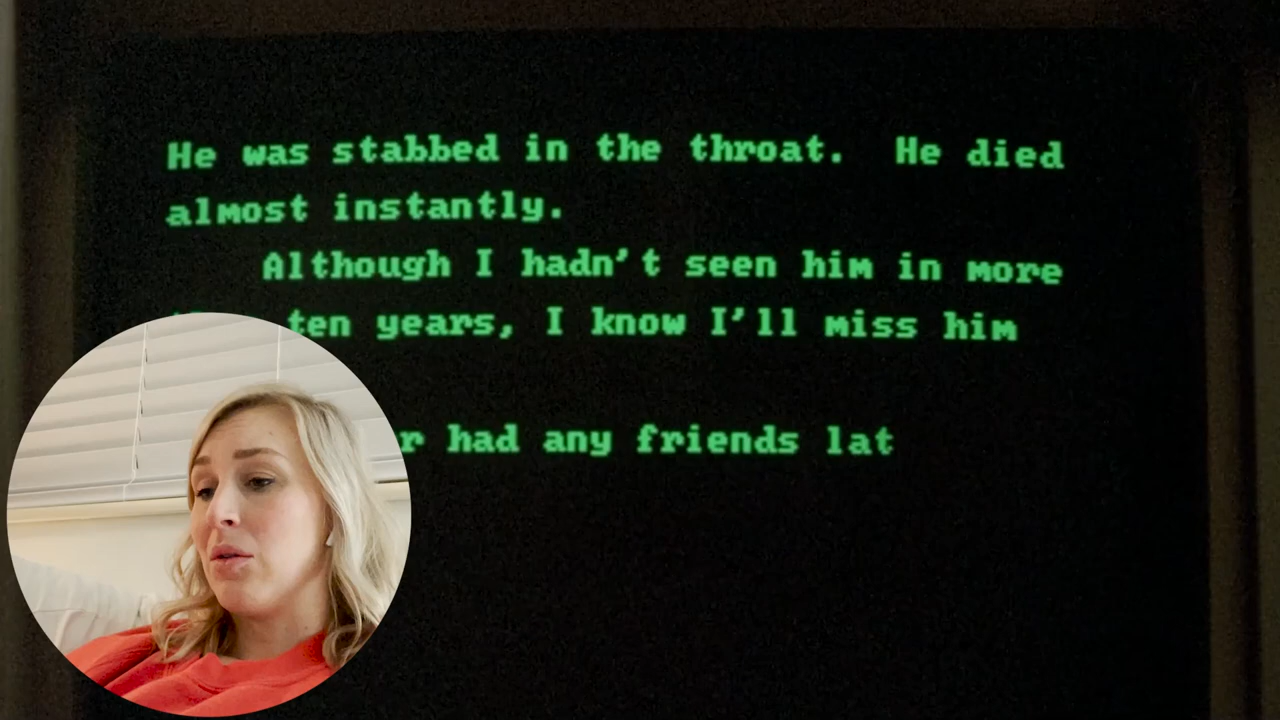 He was stabbed in the throat. He died
almost instantly.
Although I hadn't seen him in more
ten years, I know I'll miss him
had any friends lat